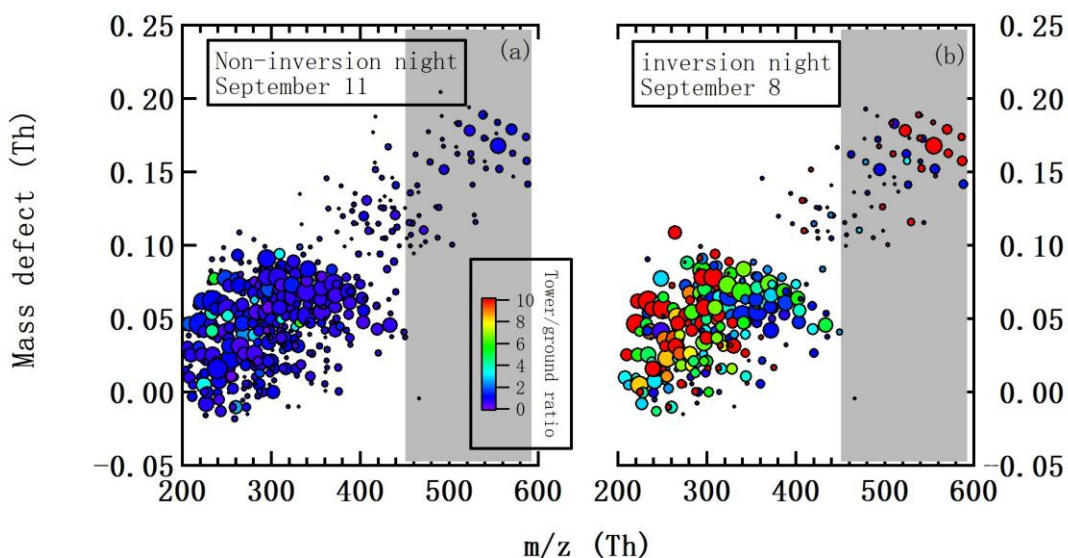 Mass defect (Th)
0.25
0.20
0.15
0.10
0.05
0.00
-0.05
Non-inversion night
September 11
(a)
Tower/ground ratio
10
8
6
4
2
0
200 300 400 500 600
inversion night
September 8
(b)
0.25
0.20
0.15
0.10
0.05
0.00
-0.05
200 300 400 500 600
m/z (Th)